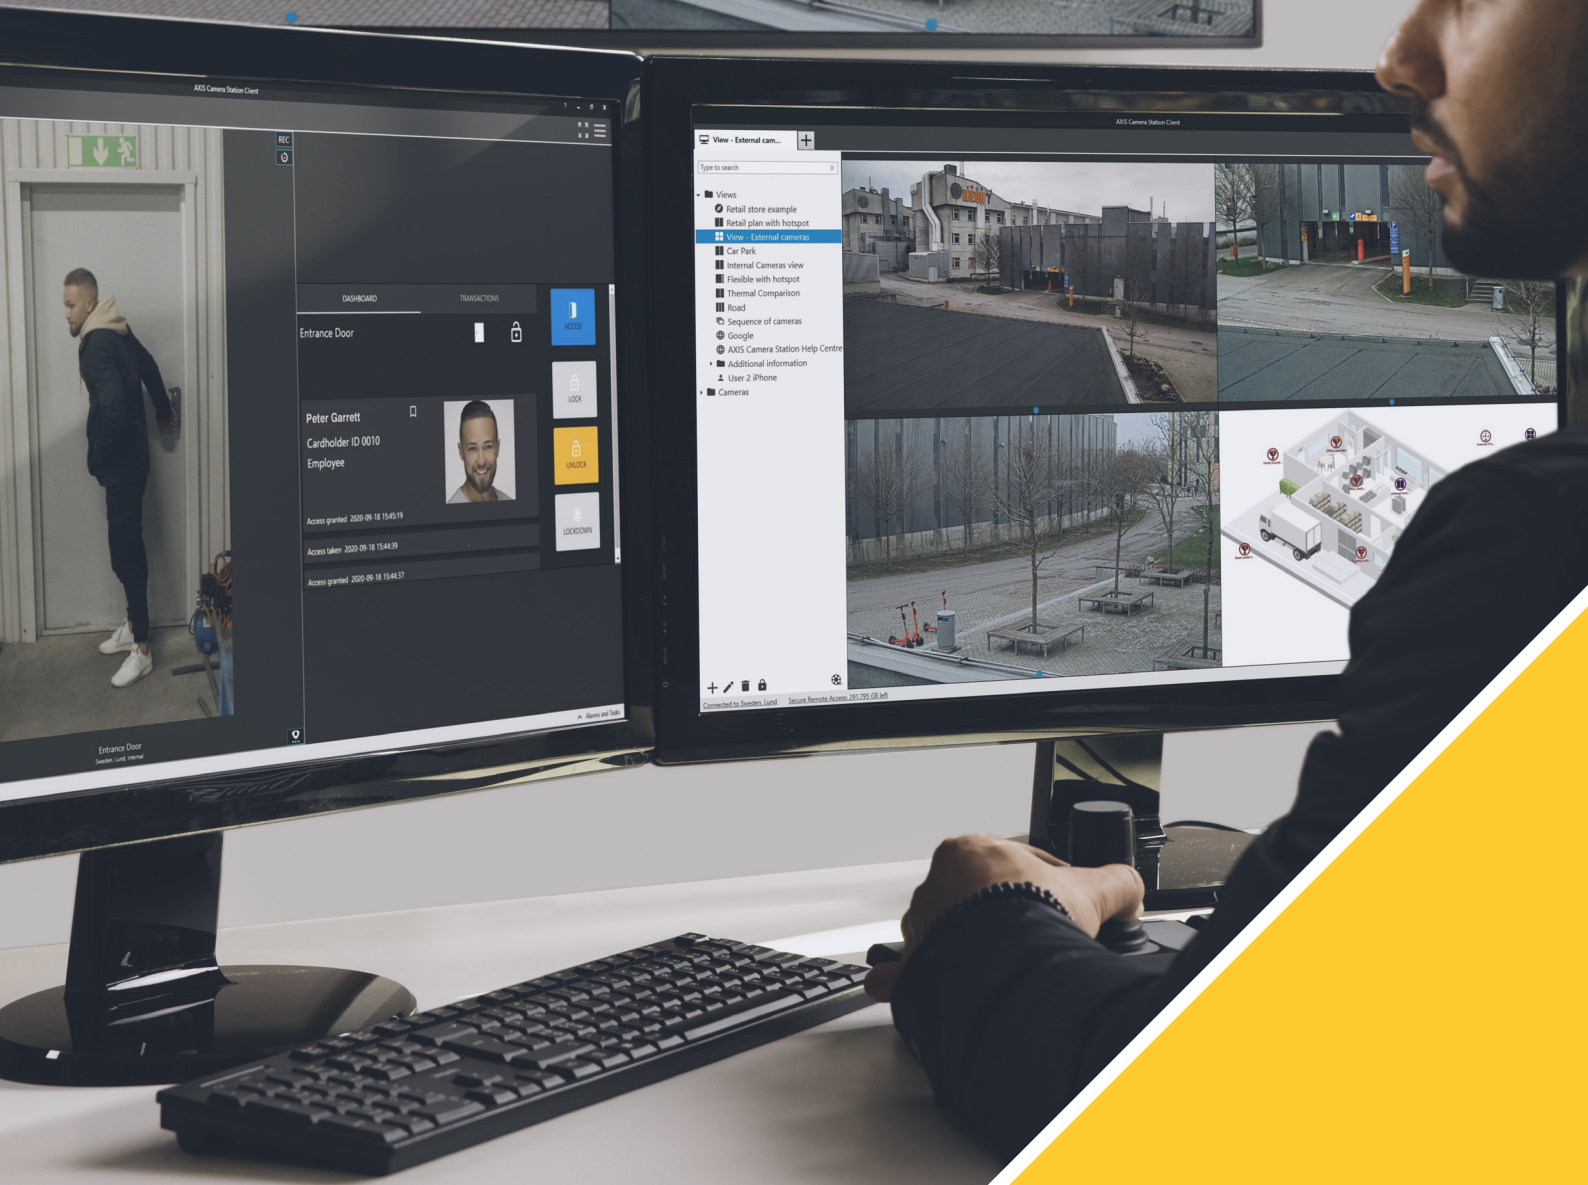 AXIS Camera Station Client
REC
DASHBOARD
TRANSACTIONS
Entrance Door
ACCESS
LOCK
UNLOCK
LOCKDOWN
Peter Garrett
Cardholder ID 0010
Employee
Access granted 2020-09-18 15:45:19
Access taken 2020-09-18 15:44:39
Access granted 2020-09-18 15:44:37
Alarms and Tasks
Entrance Door
Sweden, Lund, Internal
AXIS Camera Station Client
View - External cam...
Type to search
Views
Retail store example
Retail plan with hotspot
View - External cameras
Car Park
Internal Cameras view
Flexible with hotspot
Thermal Comparison
Road
Sequence of cameras
Google
AXIS Camera Station Help Centre
Additional information
User 2 iPhone
Cameras
Connected to Sweden, Lund
Secure Remote Access: 291.795 GB left